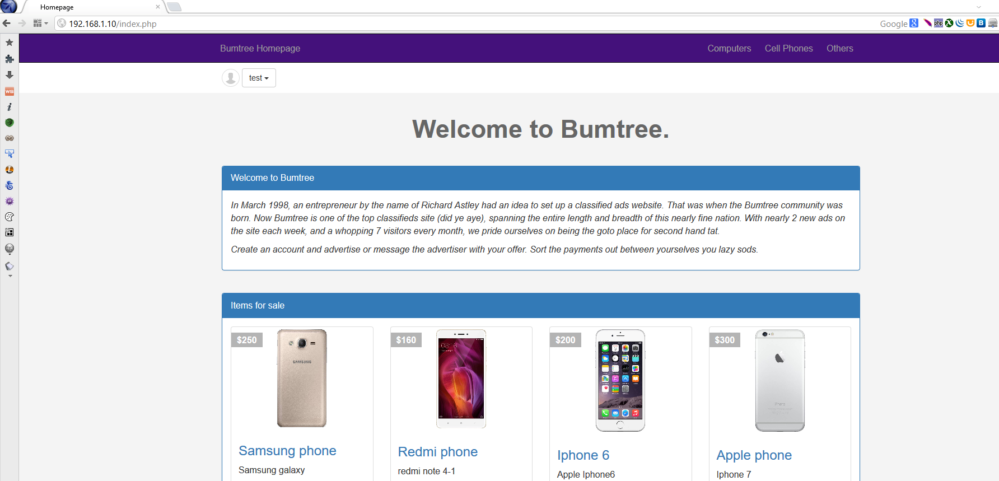 Homepage
192.168.1.10/index.php
Google
php
B
WS
Bumtree Homepage
Computers
Cell Phones
Others
test
Welcome to Bumtree.
Welcome to Bumtree
In March 1998, an entrepreneur by the name of Richard Astley had an idea to set up a classified ads website. That was when the Bumtree community was
born. Now Bumtree is one of the top classifieds site (did ye aye), spanning the entire length and breadth of this nearly fine nation. With nearly 2 new ads on
the site each week, and a whopping 7 visitors every month, we pride ourselves on being the goto place for second hand tat.
Create an account and advertise or message the advertiser with your offer. Sort the payments out between yourselves you lazy sods.
Items for sale
$250
SAMSUNG
Samsung phone
Samsung galaxy
$160
Redmi phone
redmi note 4-1
$200
Iphone 6
Apple Iphone6
$300
iPhone
Apple phone
Iphone 7